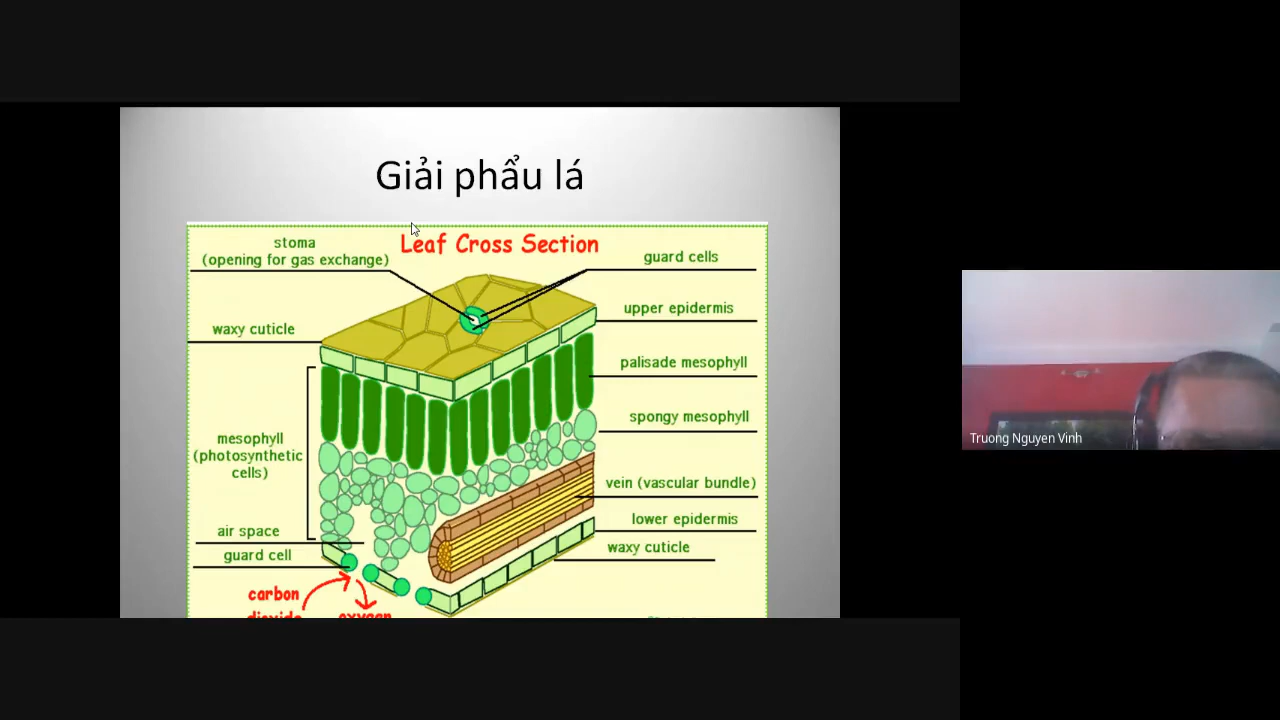 Giải phẩu lá
Leaf Cross Section
stoma
(opening for gas exchange)
guard cells
upper epidermis
waxy cuticle
palisade mesophyll
spongy mesophyll
mesophyll
(photosynthetic
cells)
vein (vascular bundle)
lower epidermis
air space
waxy cuticle
guard cell
carbon
dioxide
oxygen
Truong Nguyen Vinh